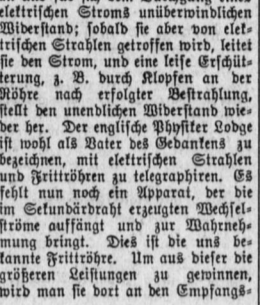 elektrischen Stroms unüberwindlichen
Widerstand; sobald sie aber von elek-
trischen Strahlen getroffen wird, leitet
sie den Strom, und eine leise Erschüt-
terung, z. B. durch Klopfen an der
Röhre nach erfolgter Bestrahlung,
stellt den unendlichen Widerstand wie-
der her. Der englische Physiker Lodge
ist wohl als Vater des Gedankens zu
bezeichnen, mit elektrischen Strahlen
und Frittröhren zu telegraphiren. Es
fehlt nun noch ein Apparat, der die
im Sekundärdraht erzeugten Wechsel-
ströme auffängt und zur Wahrneh-
mung bringt. Dies ist die uns be-
kannte Frittröhre. Um aus dieser die
größeren Leistungen zu gewinnen,
wird man sie dort an den Empfangs-